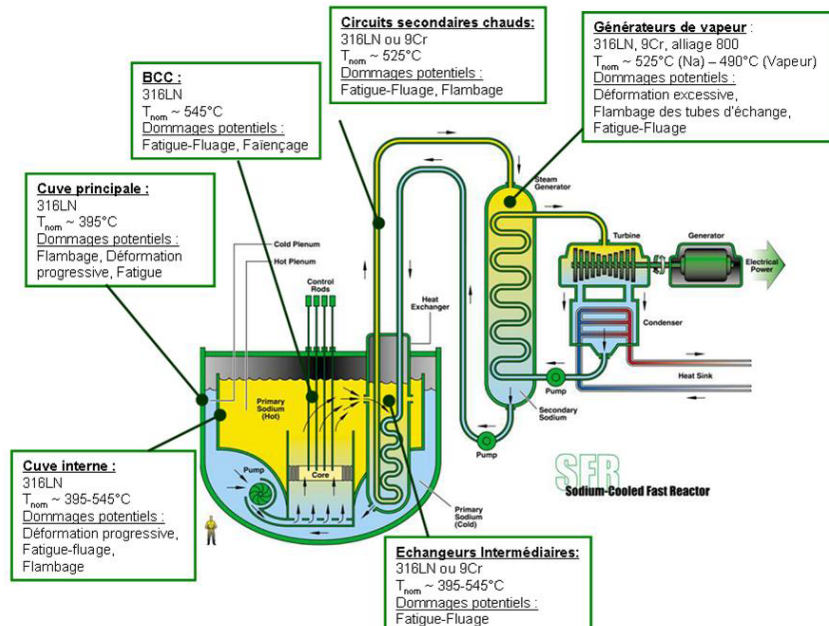 Circuits secondaires chauds:
316LN ou 9Cr
Tnom ~ 525°C
Dommages potentiels :
Fatigue-Fluage, Flambage
Générateurs de vapeur :
316LN, 9Cr, alliage 800
Tnom ~ 525°C (Na) – 490°C (Vapeur)
Dommages potentiels :
Déformation excessive,
Flambage des tubes d'échange,
Fatigue-Fluage
BCC :
316LN
Tnom ~ 545°C
Dommages potentiels :
Fatigue-Fluage, Faïençage
Cuve principale :
316LN
Tnom ~ 395°C
Dommages potentiels :
Flambage, Déformation
progressive, Fatigue
Steam
Generator
Turbine
Generator
Electrical
Power
Cold Plenum
Hot Plenum
Control
Rods
Heat
Exchanger
Condenser
Heat Sink
Pump
Primary
Sodium
(Hot)
Secondary
Sodium
Pump
Cuve interne :
316LN
Tnom ~ 395-545°C
Dommages potentiels :
Déformation progressive,
Fatigue-fluage,
Flambage
Pump
Core
Primary
Sodium
(Cold)
SFR
Sodium-Cooled Fast Reactor
Echangeurs Intermédiaires:
316LN ou 9Cr
Tnom ~ 395-545°C
Dommages potentiels :
Fatigue-Fluage